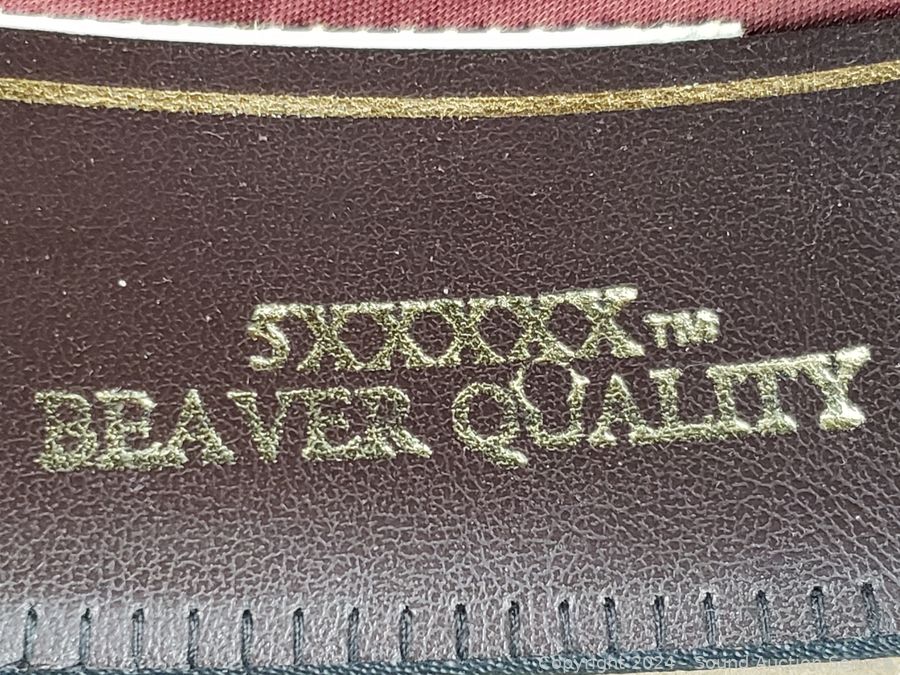 5XXXXX™
BEAVER QUALITY
Copyright 2024 - Sound Auction Service